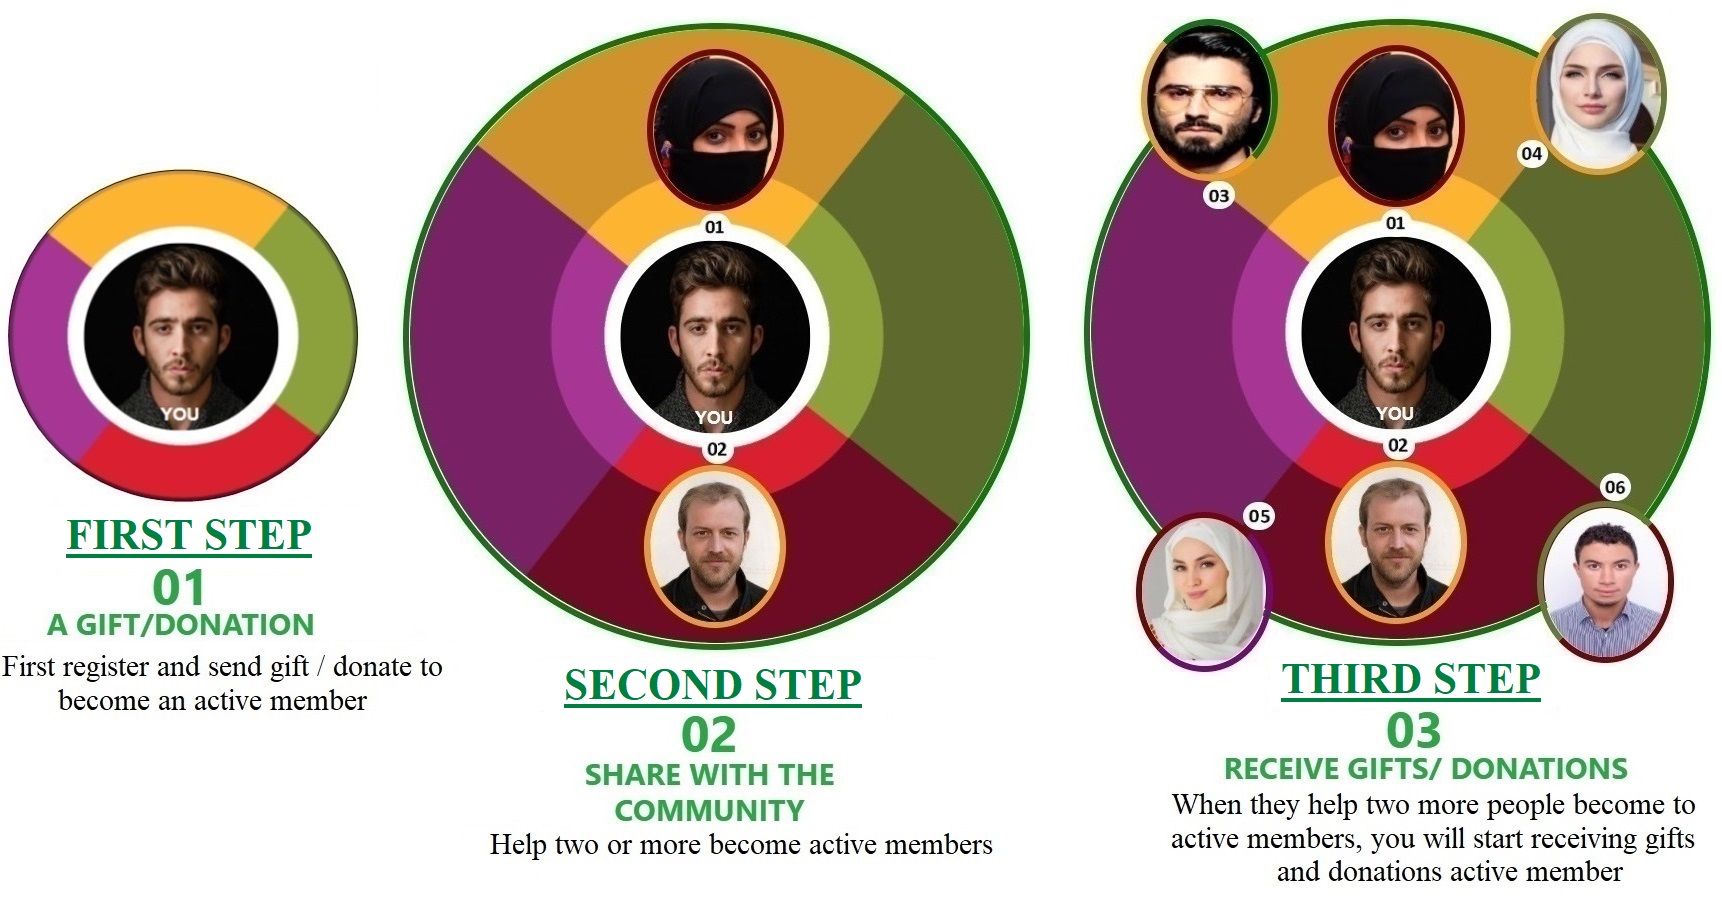 YOU
FIRST STEP
01
A GIFT/DONATION
First register and send gift / donate to
become an active member
01
YOU
02
SECOND STEP
02
SHARE WITH THE
COMMUNITY
Help two or more become active members
03
04
01
YOU
02
05
06
THIRD STEP
03
RECEIVE GIFTS/ DONATIONS
When they help two more people become to
active members, you will start receiving gifts
and donations active member